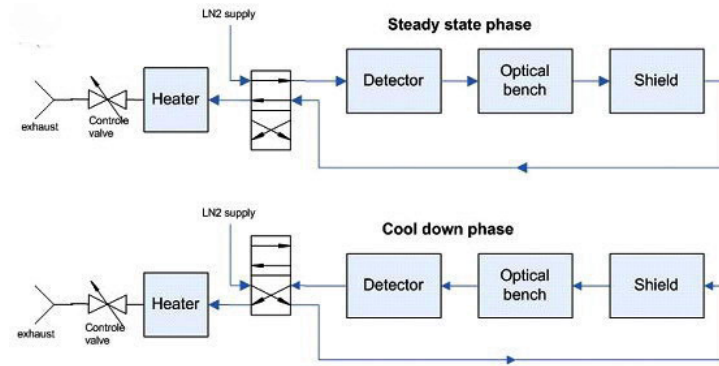 LN2 supply
Steady state phase
Heater
Detector
Optical
bench
Shield
exhaust
Controle
valve
LN2 supply
Cool down phase
Heater
Detector
Optical
bench
Shield
exhaust
Controle
valve